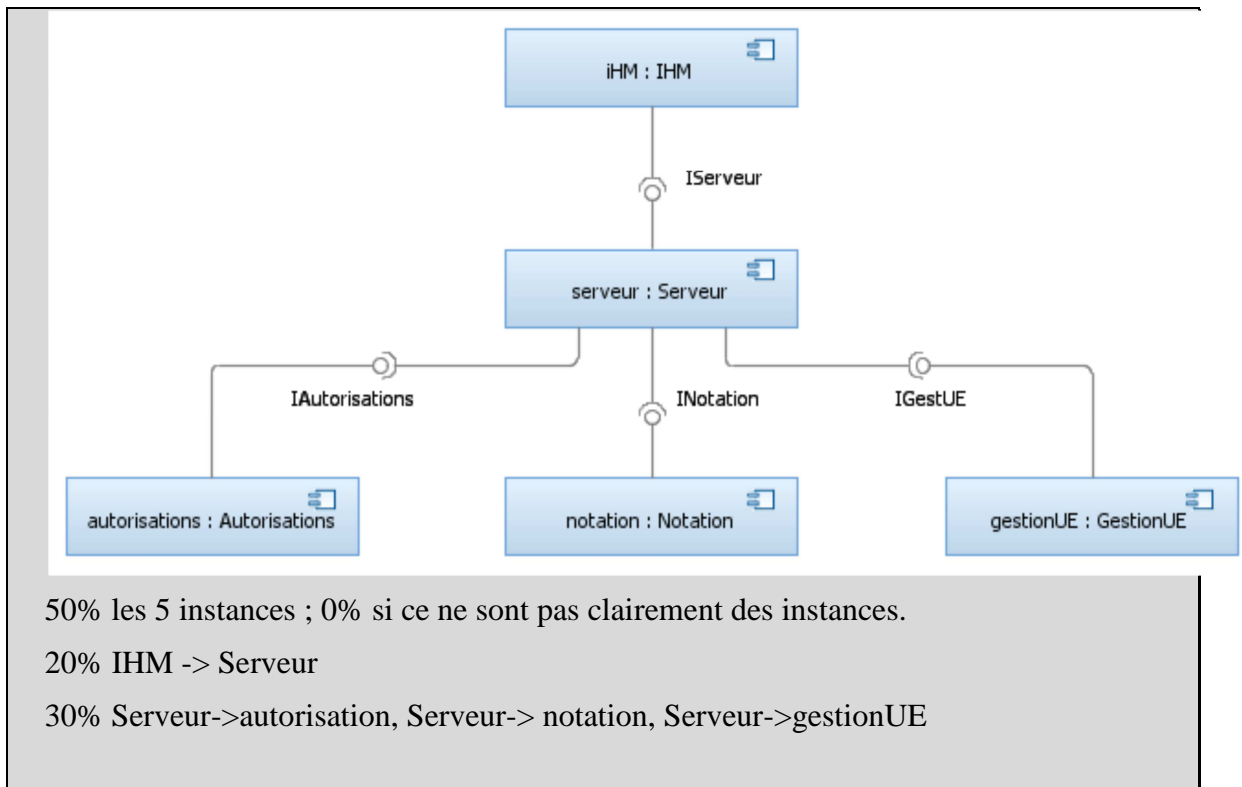 iHM : IHM
IServeur
serveur : Serveur
IAutorisations
INotation
IGestUE
autorisations : Autorisations
notation : Notation
gestionUE : GestionUE
50% les 5 instances ; 0% si ce ne sont pas clairement des instances.
20% IHM -> Serveur
30% Serveur->autorisation, Serveur-> notation, Serveur->gestionUE